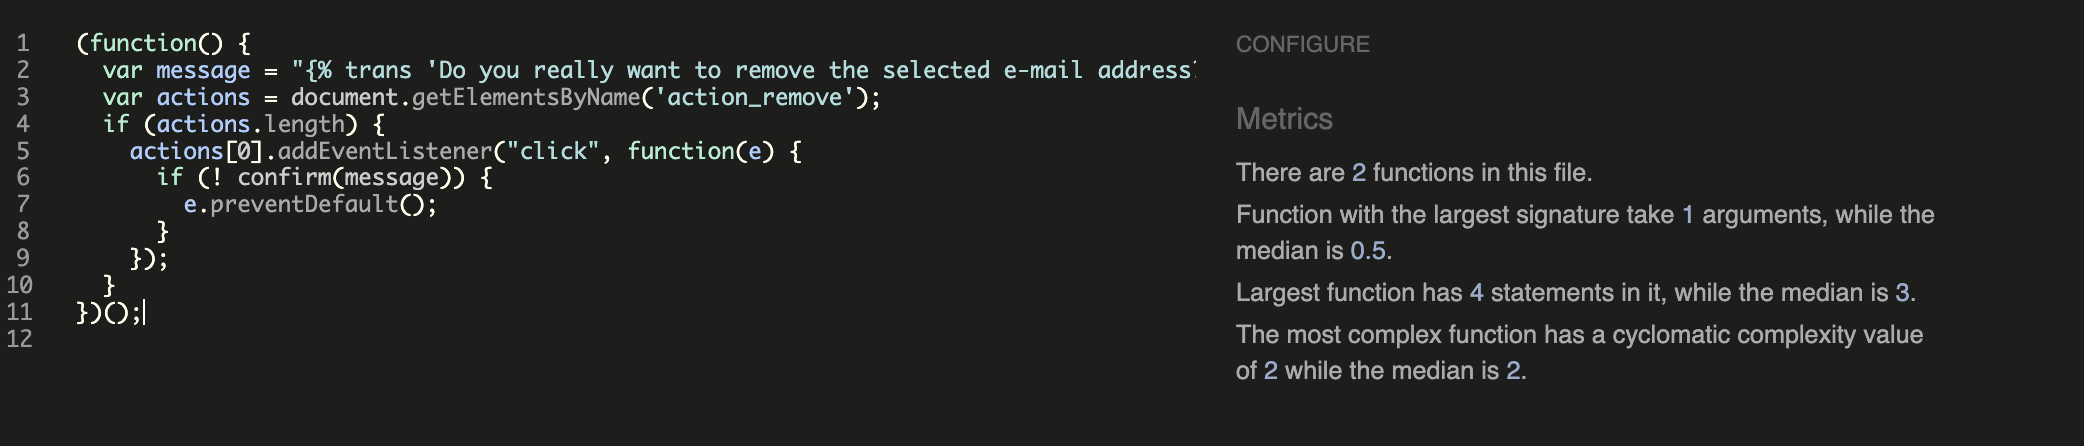 1 (function() {
2 var message = "{% trans 'Do you really want to remove the selected e-mail address?
3 var actions = document.getElementsByName('action_remove');
4 if (actions.length) {
5 actions[0].addEventListener("click", function(e) {
6 if (! confirm(message)) {
7 e.preventDefault();
8 }
9 });
10 }
11 })();
12
CONFIGURE
Metrics
There are 2 functions in this file.
Function with the largest signature take 1 arguments, while the
median is 0.5.
Largest function has 4 statements in it, while the median is 3.
The most complex function has a cyclomatic complexity value
of 2 while the median is 2.